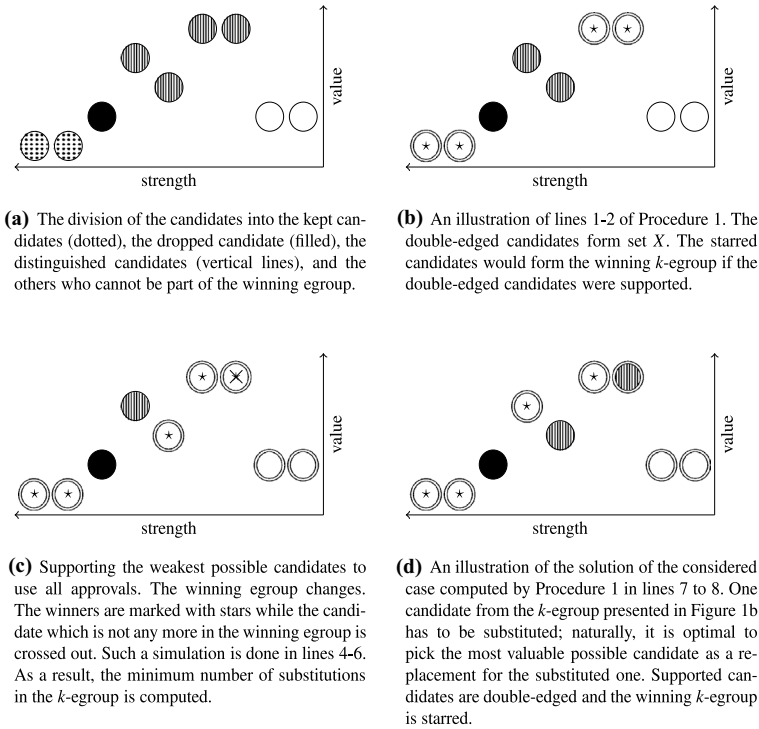 value
strength
value
strength
(a) The division of the candidates into the kept can-
didates (dotted), the dropped candidate (filled), the
distinguished candidates (vertical lines), and the
others who cannot be part of the winning egroup.
(b) An illustration of lines 1-2 of Procedure 1. The
double-edged candidates form set X. The starred
candidates would form the winning k-egroup if the
double-edged candidates were supported.
value
strength
value
strength
(c) Supporting the weakest possible candidates to
use all approvals. The winning egroup changes.
The winners are marked with stars while the candi-
date which is not any more in the winning egroup is
crossed out. Such a simulation is done in lines 4-6.
As a result, the minimum number of substitutions
in the k-egroup is computed.
(d) An illustration of the solution of the considered
case computed by Procedure 1 in lines 7 to 8. One
candidate from the k-egroup presented in Figure 1b
has to be substituted; naturally, it is optimal to
pick the most valuable possible candidate as a re-
placement for the substituted one. Supported can-
didates are double-edged and the winning k-egroup
is starred.